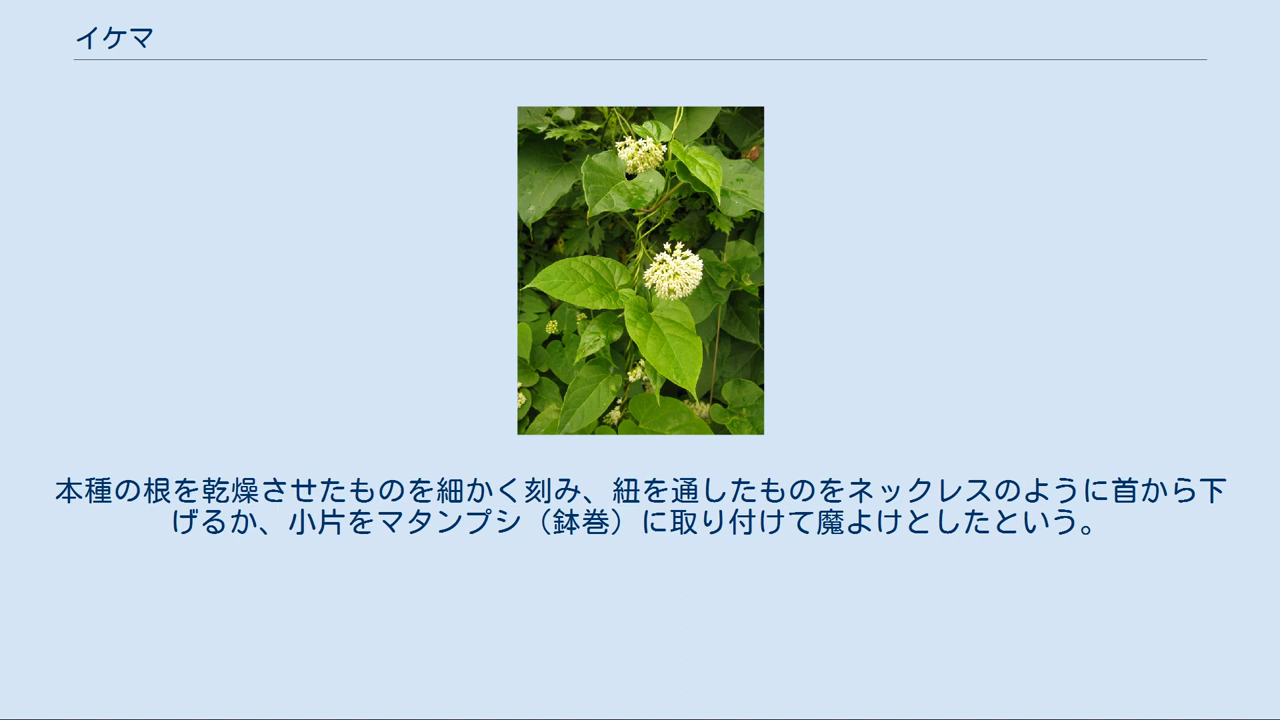 イケマ
本種の根を乾燥させたものを細かく刻み、紐を通したものをネックレスのように首から下
げるか、小片をマタンプシ（鉢巻）に取り付けて魔よけとしたという。